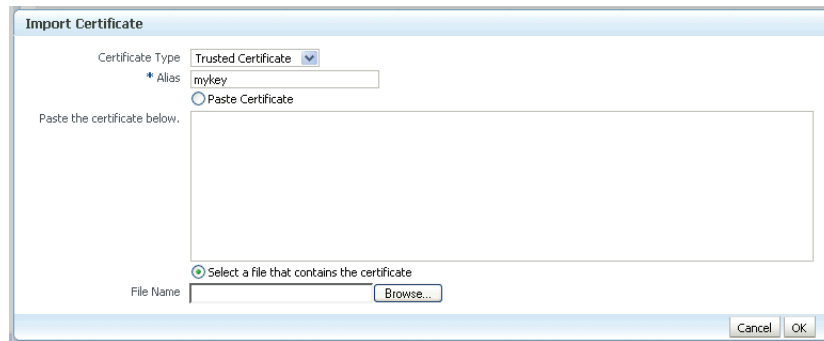 Import Certificate
Certificate Type Trusted Certificate
* Alias mykey
Paste Certificate
Paste the certificate below.
Select a file that contains the certificate
File Name Browse...
Cancel OK